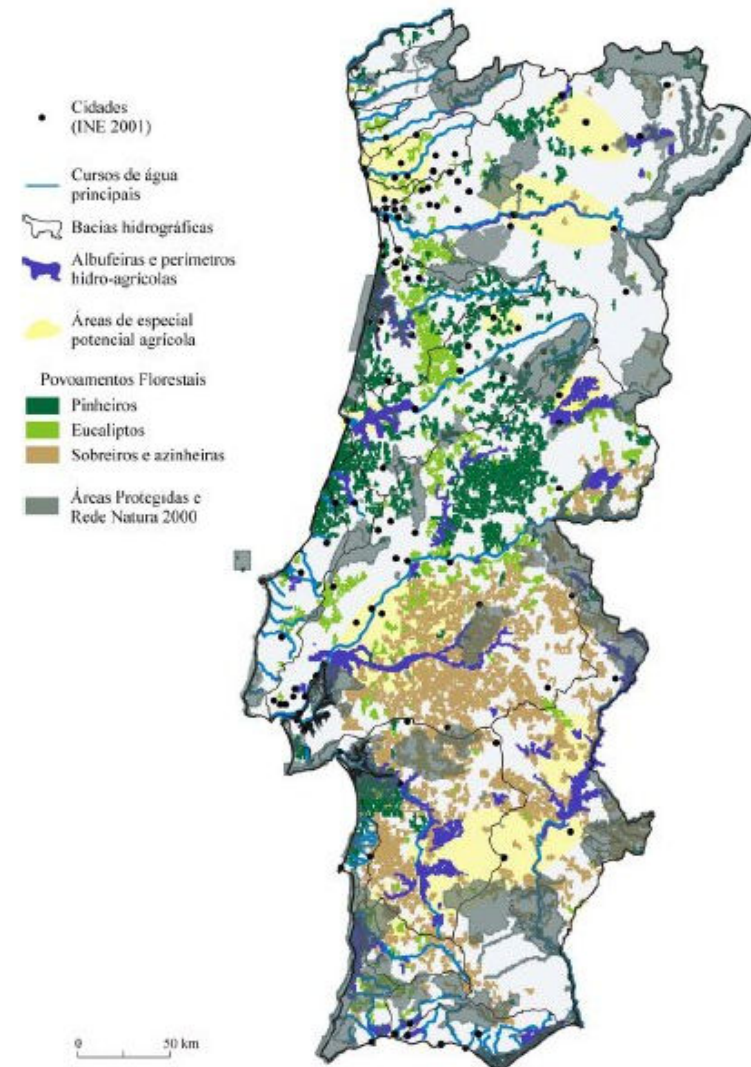 Cidades
(INE 2001)
Cursos de água
principais
Bacias hidrográficas
Albufeiras e perímetros
hidro-agrícolas
Áreas de especial
potencial agrícola
Povoamentos Florestais
Pinheiros
Eucaliptos
Sobreiros e azinheiras
Áreas Protegidas e
Rede Natura 2000
0 50 km